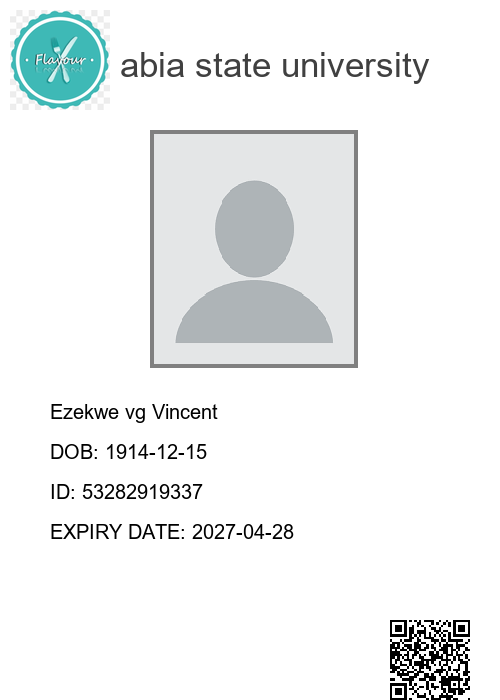 Flavour
abia state university
Ezekwe vg Vincent
DOB: 1914-12-15
ID: 53282919337
EXPIRY DATE: 2027-04-28